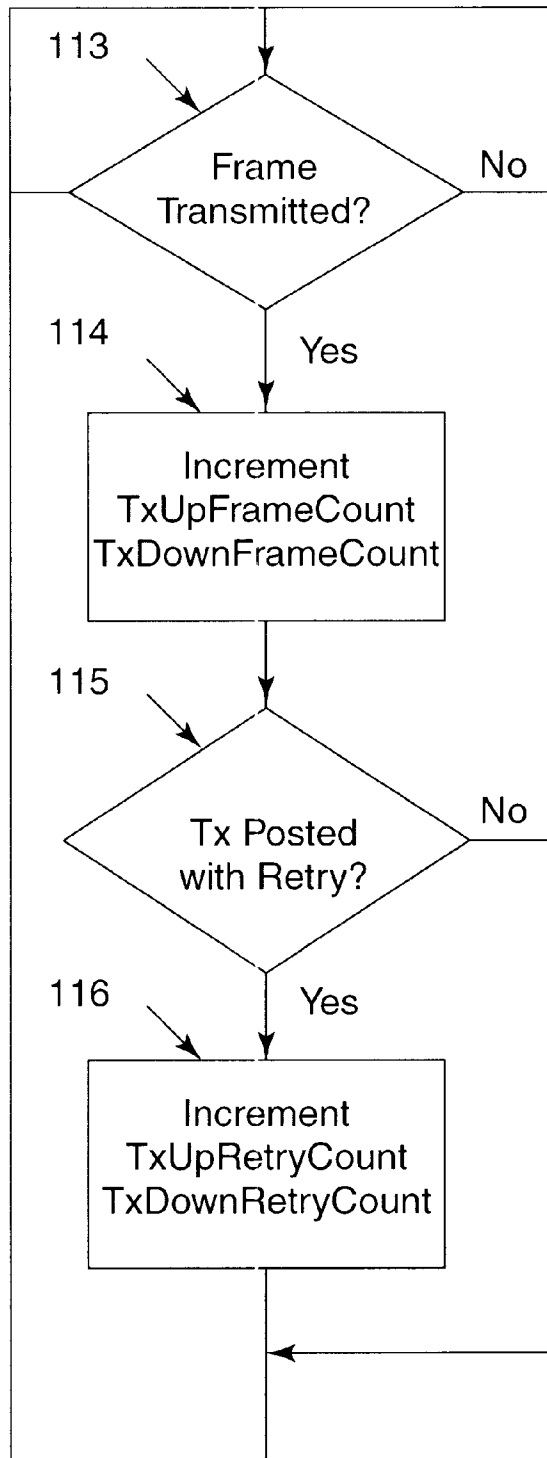 113
Frame
Transmitted?
No
114
Yes
Increment
TxUpFrameCount
TxDownFrameCount
115
Tx Posted
with Retry?
No
116
Yes
Increment
TxUpRetryCount
TxDownRetryCount